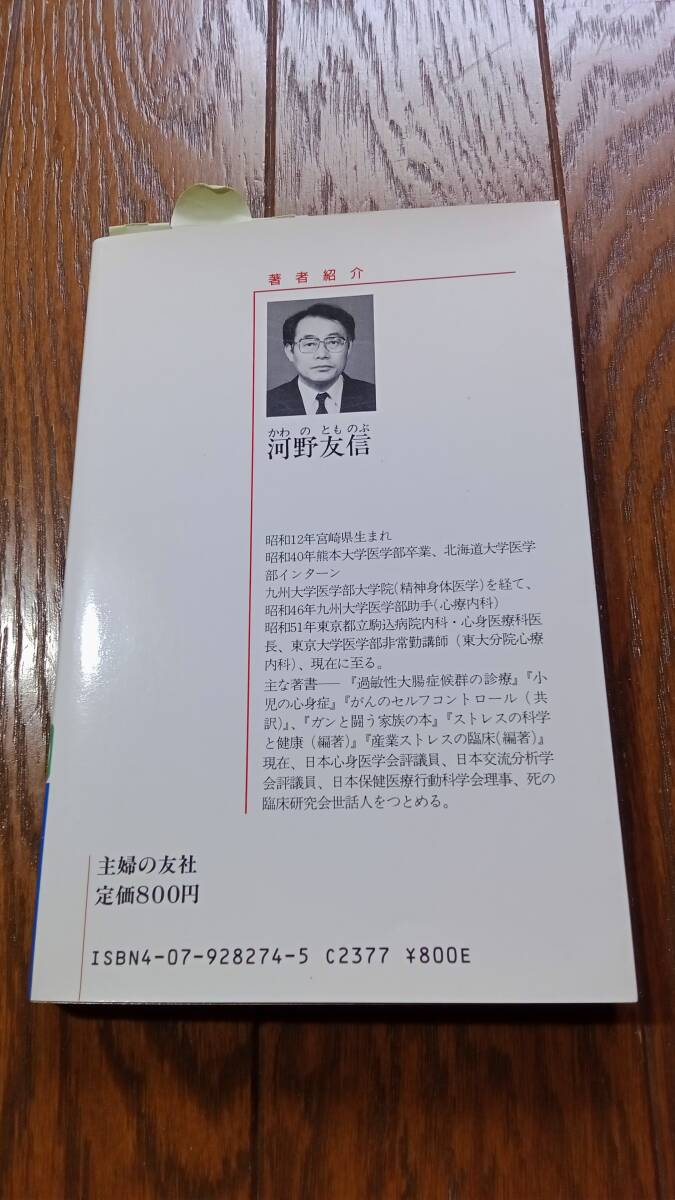 著者紹介
かわ の とも のぶ
河野友信
昭和12年宮崎県生まれ
昭和40年熊本大学医学部卒業、北海道大学医学
部インターン
九州大学医学部大学院(精神身体医学)を経て、
昭和46年九州大学医学部助手(心療内科)
昭和51年東京都立駒込病院内科・心身医療科医
長、東京大学医学部非常勤講師（東大分院心療
内科)、現在に至る。
主な著書――『過敏性大腸症候群の診療』『小
児の心身症』『がんのセルフコントロール（共
訳)』、『ガンと闘う家族の本』『ストレスの科学
と健康（編著)』『産業ストレスの臨床(編著)』
現在、日本心身医学会評議員、日本交流分析学
会評議員、日本保健医療行動科学会理事、死の
臨床研究会世話人をつとめる。
主婦の友社
定価800円
ISBN4-07-928274-5 C2377 ¥800E